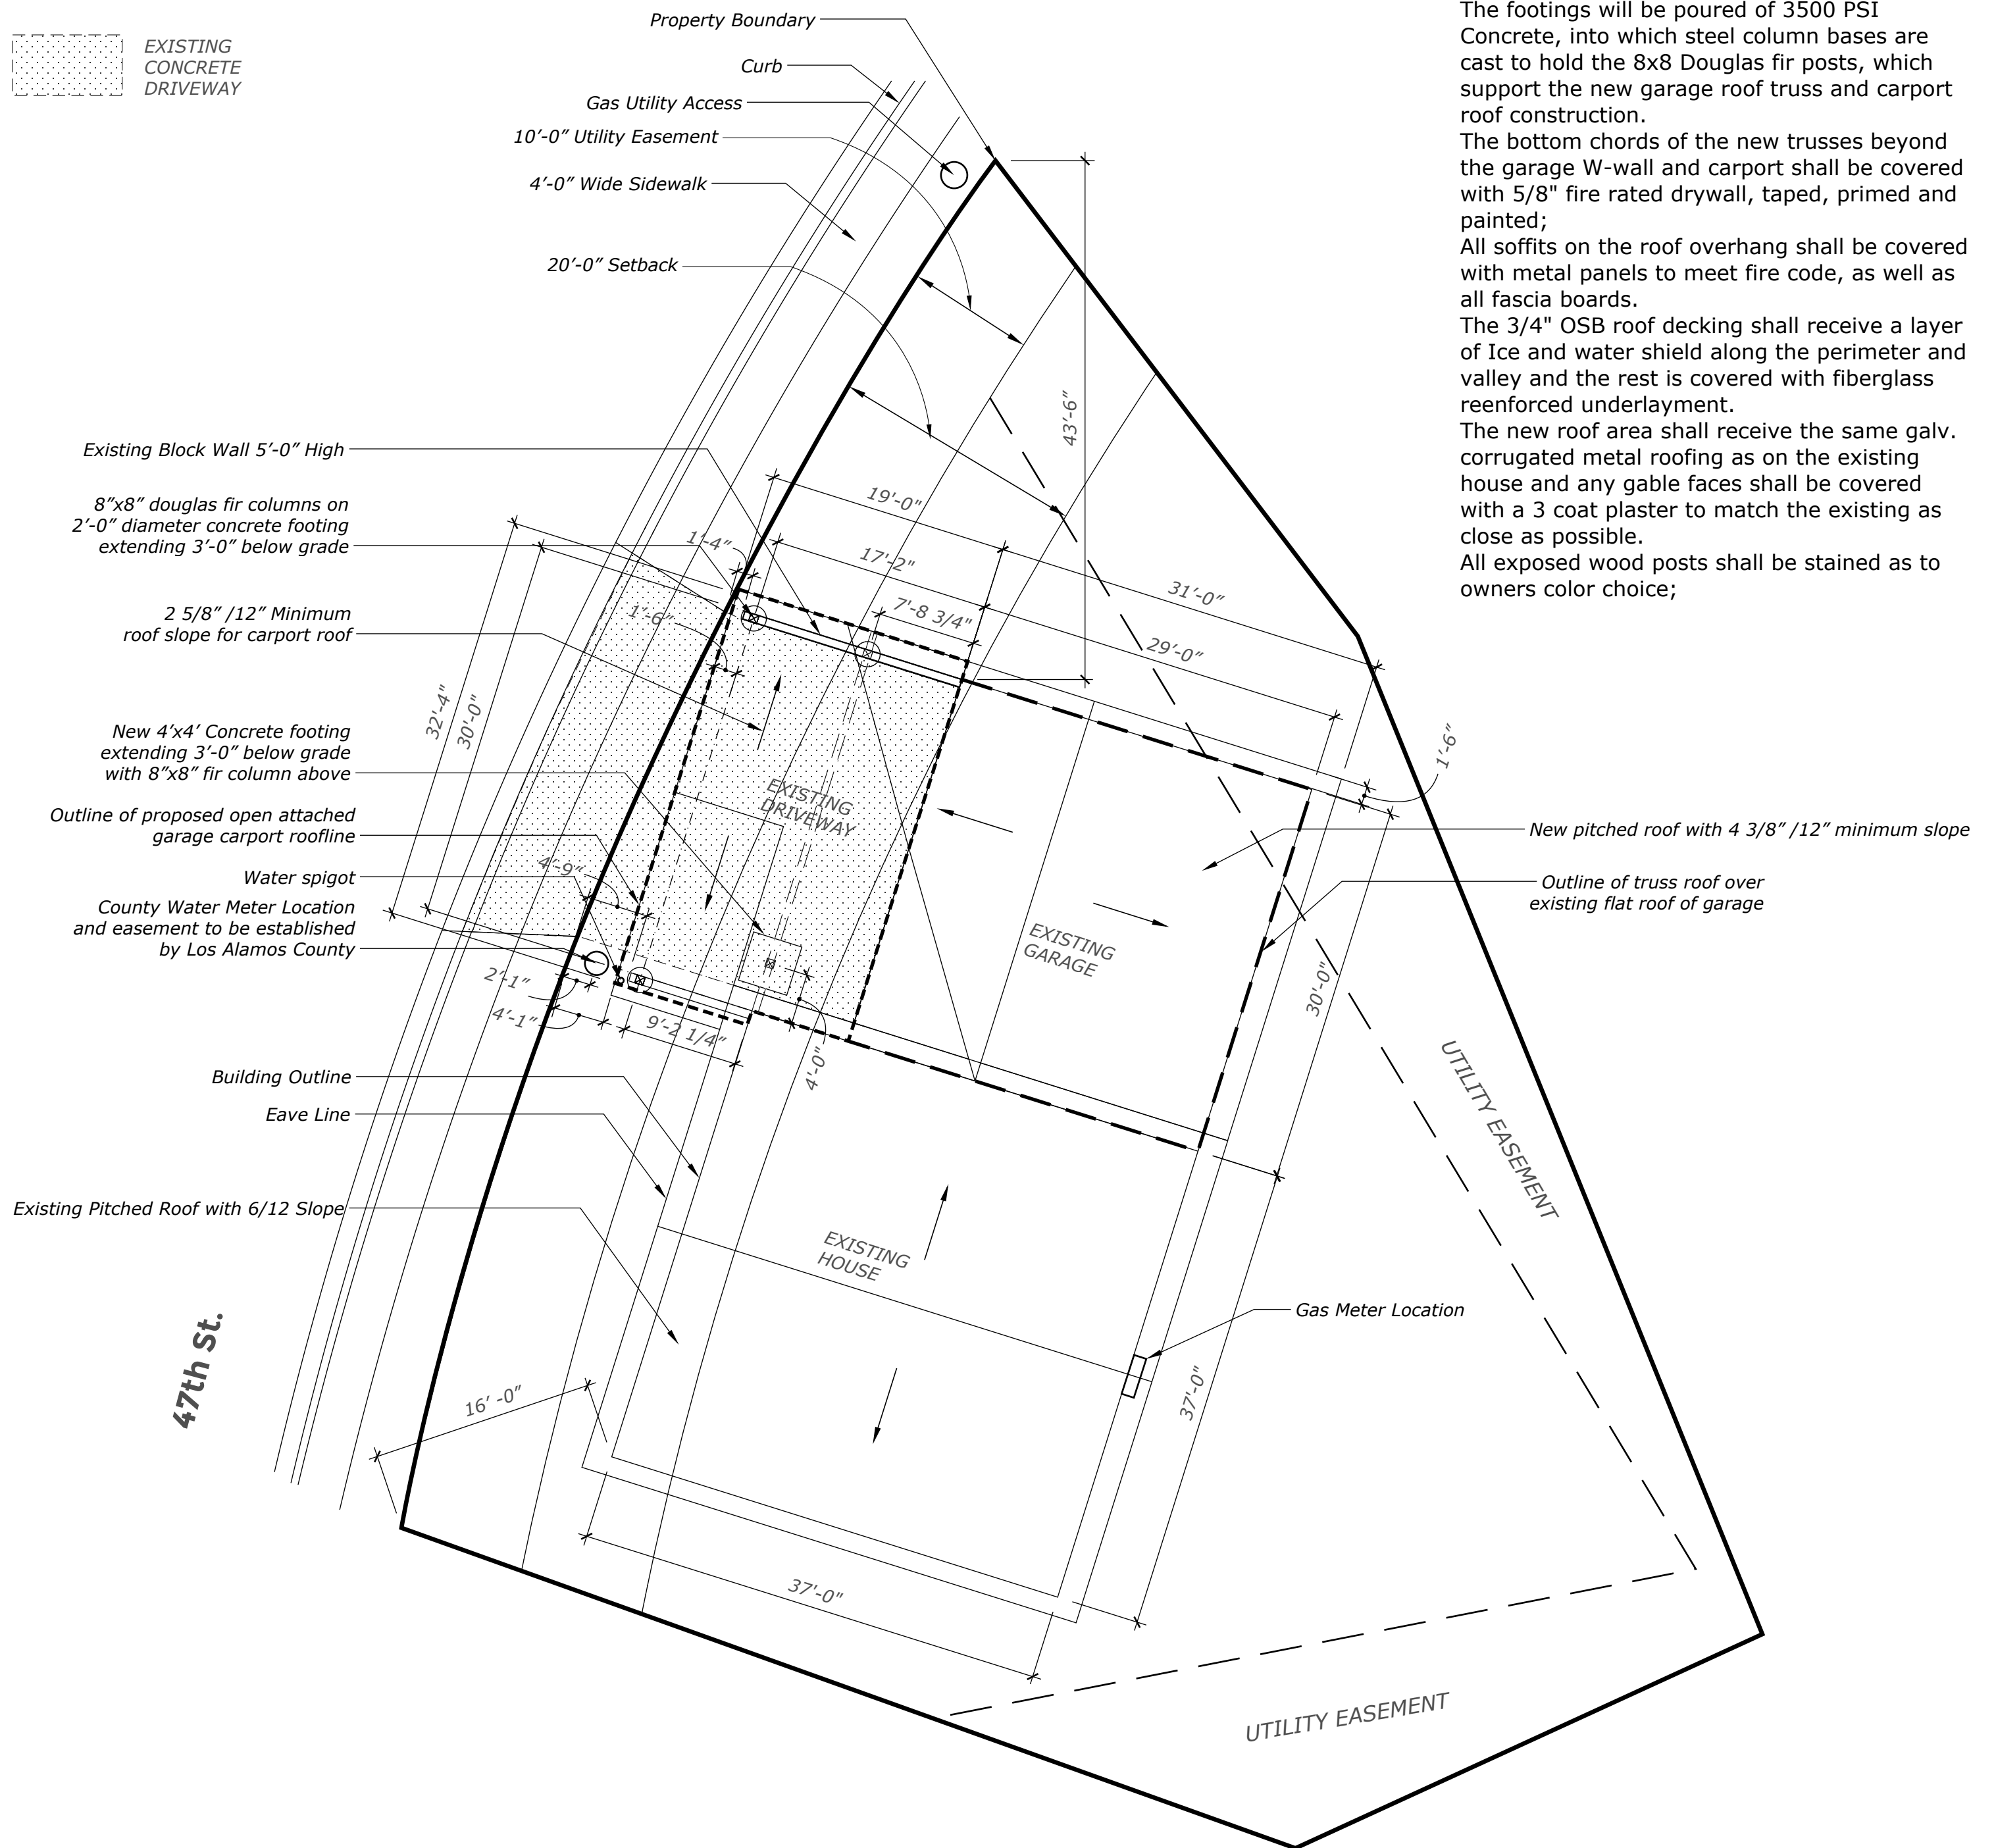 Property Boundary
Curb
Gas Utility Access
10’-0” Utility Easement
4’-0” Wide Sidewalk
20’-0” Setback
EXISTING
CONCRETE
DRIVEWAY
The footings will be poured of 3500 PSI
Concrete, into which steel column bases are
cast to hold the 8x8 Douglas fir posts, which
support the new garage roof truss and carport
roof construction.
The bottom chords of the new trusses beyond
the garage W-wall and carport shall be covered
with 5/8" fire rated drywall, taped, primed and
painted;
All soffits on the roof overhang shall be covered
with metal panels to meet fire code, as well as
all fascia boards.
The 3/4" OSB roof decking shall receive a layer
of Ice and water shield along the perimeter and
valley and the rest is covered with fiberglass
reenforced underlayment.
The new roof area shall receive the same galv.
corrugated metal roofing as on the existing
house and any gable faces shall be covered
with a 3 coat plaster to match the existing as
close as possible.
All exposed wood posts shall be stained as to
owners color choice;
Existing Block Wall 5’-0” High
8”x8” douglas fir columns on
2’-0” diameter concrete footing
extending 3’-0” below grade
2 5/8” /12” Minimum
roof slope for carport roof
New 4’x4’ Concrete footing
extending 3’-0” below grade
with 8”x8” fir column above
Outline of proposed open attached
garage carport roofline
Water spigot
County Water Meter Location
and easement to be established
by Los Alamos County
Building Outline
Eave Line
Existing Pitched Roof with 6/12 Slope
43’-6”
19'-0"
1’-4”
17'-2"
31’-0”
1’-6”
7'-8 3/4"
29'-0"
32'-4"
30'-0"
1’-6”
EXISTING
DRIVEWAY
4’-9”
New pitched roof with 4 3/8” /12” minimum slope
Outline of truss roof over
existing flat roof of garage
EXISTING
GARAGE
2’-1”
4’-1”
9’-2 1/4”
4'-0"
30'-0"
UTILITY EASEMENT
EXISTING
HOUSE
Gas Meter Location
47th St.
16’ -0”
37'-0"
37'-0"
UTILITY EASEMENT